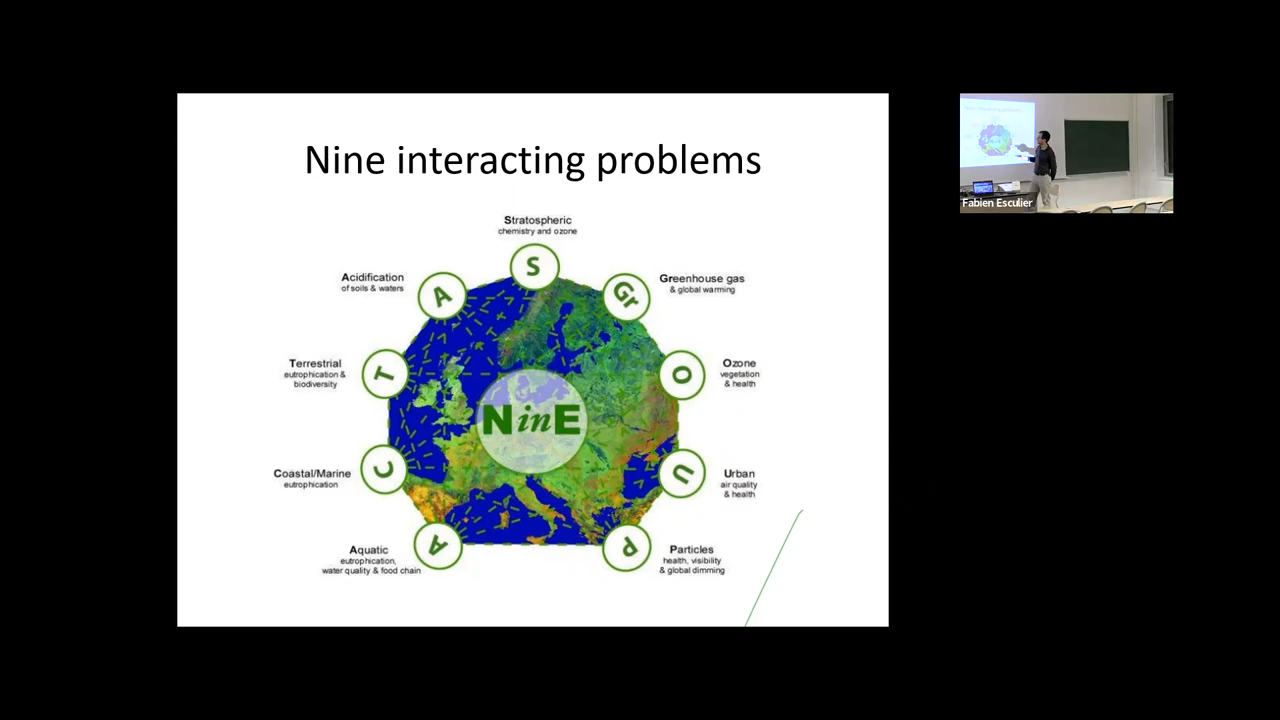 Nine interacting problems
Stratospheric
chemistry and ozone
S
Acidification
of soils & waters
A
Gr
Greenhouse gas
& global warming
Terrestrial
eutrophication &
biodiversity
T
O
Ozone
vegetation
& health
NinE
Coastal/Marine
eutrophication
C
U
Urban
air quality
& health
Aquatic
eutrophication,
water quality & food chain
A
P
Particles
health, visibility
& global dimming
Fabien Esculier